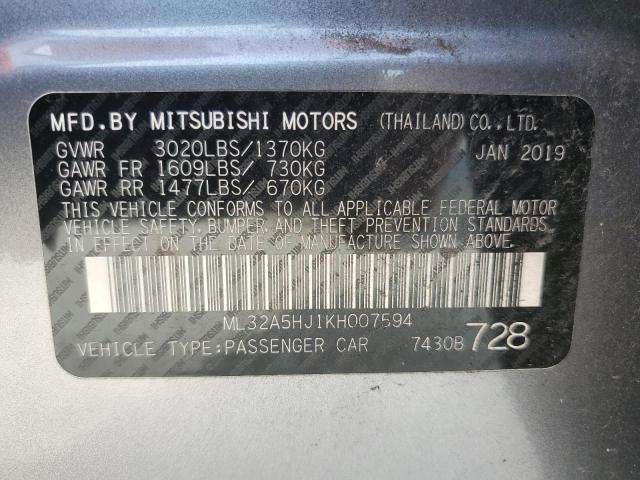 MFD.BY MITSUBISHI MOTORS (THAILAND)CO.,LTD.
GVWR 3020LBS/1370KG JAN 2019
GAWR FR 1609LBS/ 730KG
GAWR RR 1477LBS/ 670KG
THIS VEHICLE CONFORMS TO ALL APPLICABLE FEDERAL MOTOR
VEHICLE SAFETY, BUMPER, AND THEFT PREVENTION STANDARDS
IN EFFECT ON THE DATE OF MANUFACTURE SHOWN ABOVE.
ML32A5HJ1KH007594
VEHICLE TYPE:PASSENGER CAR 7430B 728